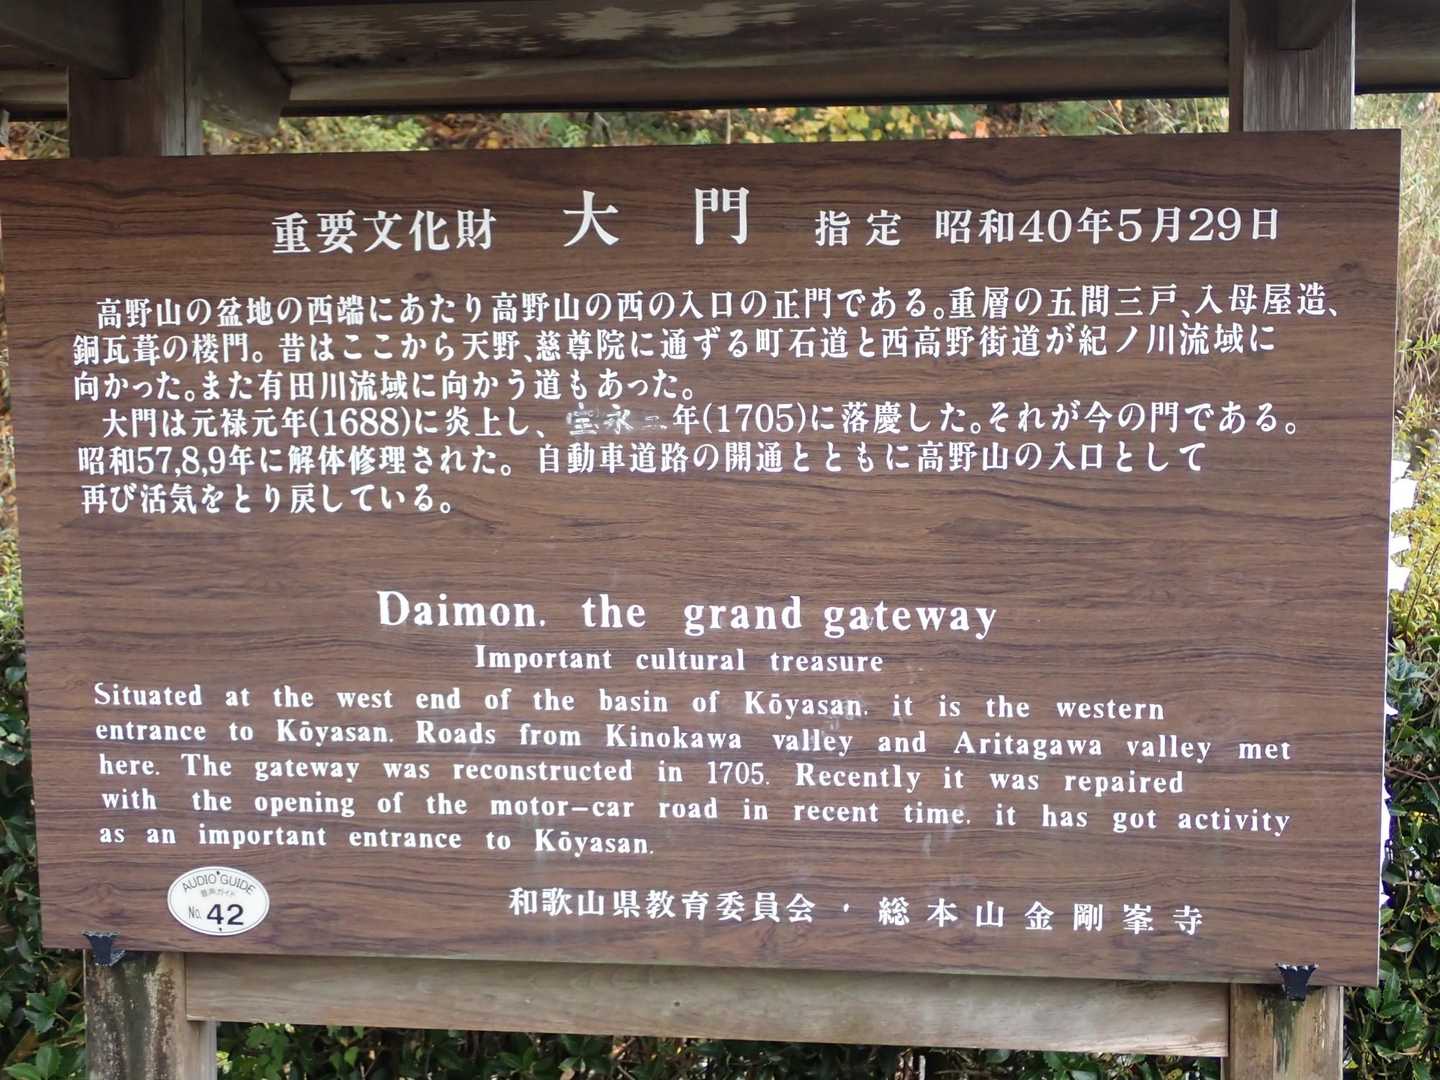 重要文化財 大門 指定 昭和40年5月29日
高野山の盆地の西端にあたり高野山の西の入口の正門である。重層の五間三戸、入母屋造、
銅瓦葺の楼門。昔はここから天野、慈尊院に通ずる町石道と西高野街道が紀ノ川流域に
向かった。また有田川流域に向かう道もあった。
大門は元禄元年(1688)に炎上し、宝永二年(1705)に落慶した。それが今の門である。
昭和57,8,9年に解体修理された。自動車道路の開通とともに高野山の入口として
再び活気をとり戻している。
Daimon. the grand gateway
Important cultural treasure
Situated at the west end of the basin of Kōyasan. it is the western
entrance to Kōyasan. Roads from Kinokawa valley and Aritagawa valley met
here. The gateway was reconstructed in 1705. Recently it was repaired
with the opening of the motor-car road in recent time. it has got activity
as an important entrance to Kōyasan.
AUDIO GUIDE
音声ガイド
No. 42
和歌山県教育委員会・総本山金剛峯寺